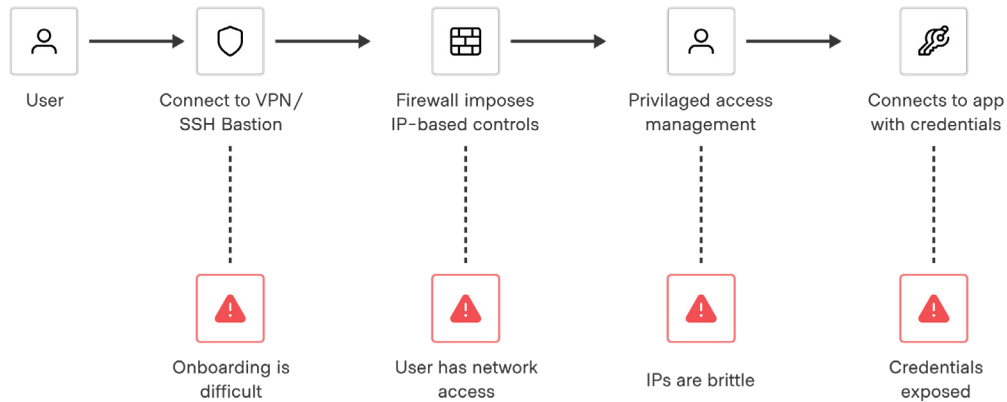 User
Connect to VPN/
SSH Bastion
Firewall imposes
IP-based controls
Privilaged access
management
Connects to app
with credentials
Onboarding is
difficult
User has network
access
IPs are brittle
Credentials
exposed